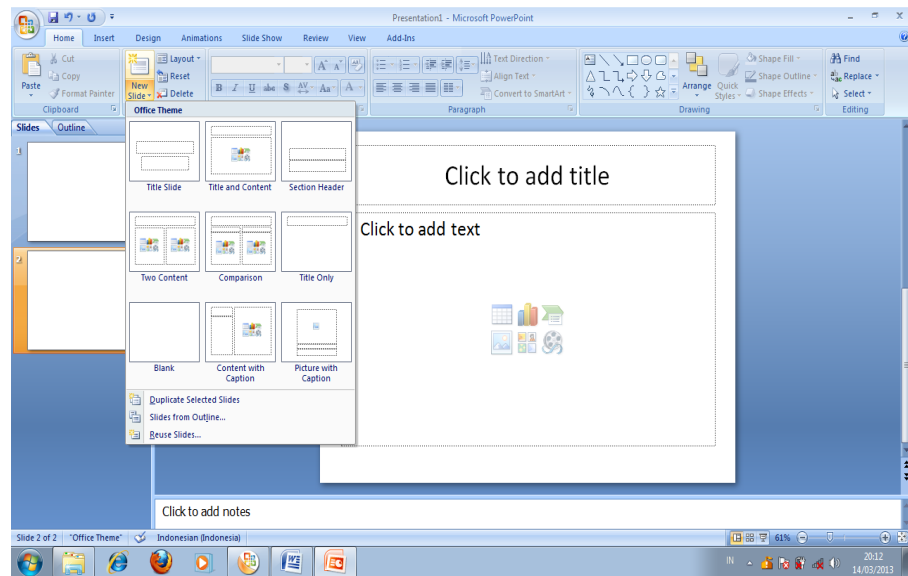 Presentation1 - Microsoft PowerPoint
Home Insert Design Animations Slide Show Review View Add-Ins
Cut
Copy
Format Painter
Paste
Clipboard
New Slide
Layout
Reset
Delete
B I U abc S AV Aa A
Text Direction
Align Text
Convert to SmartArt
Paragraph
Arrange
Quick Styles
Shape Fill
Shape Outline
Shape Effects
Drawing
Find
Replace
Select
Editing
Slides Outline
Office Theme
Title Slide Title and Content Section Header
Two Content Comparison Title Only
Blank Content with Caption Picture with Caption
Duplicate Selected Slides
Slides from Outline...
Reuse Slides...
1
2
Click to add title
Click to add text
Click to add notes
Slide 2 of 2 "Office Theme" Indonesian (Indonesia) 61%
IN 20:12
14/03/2013